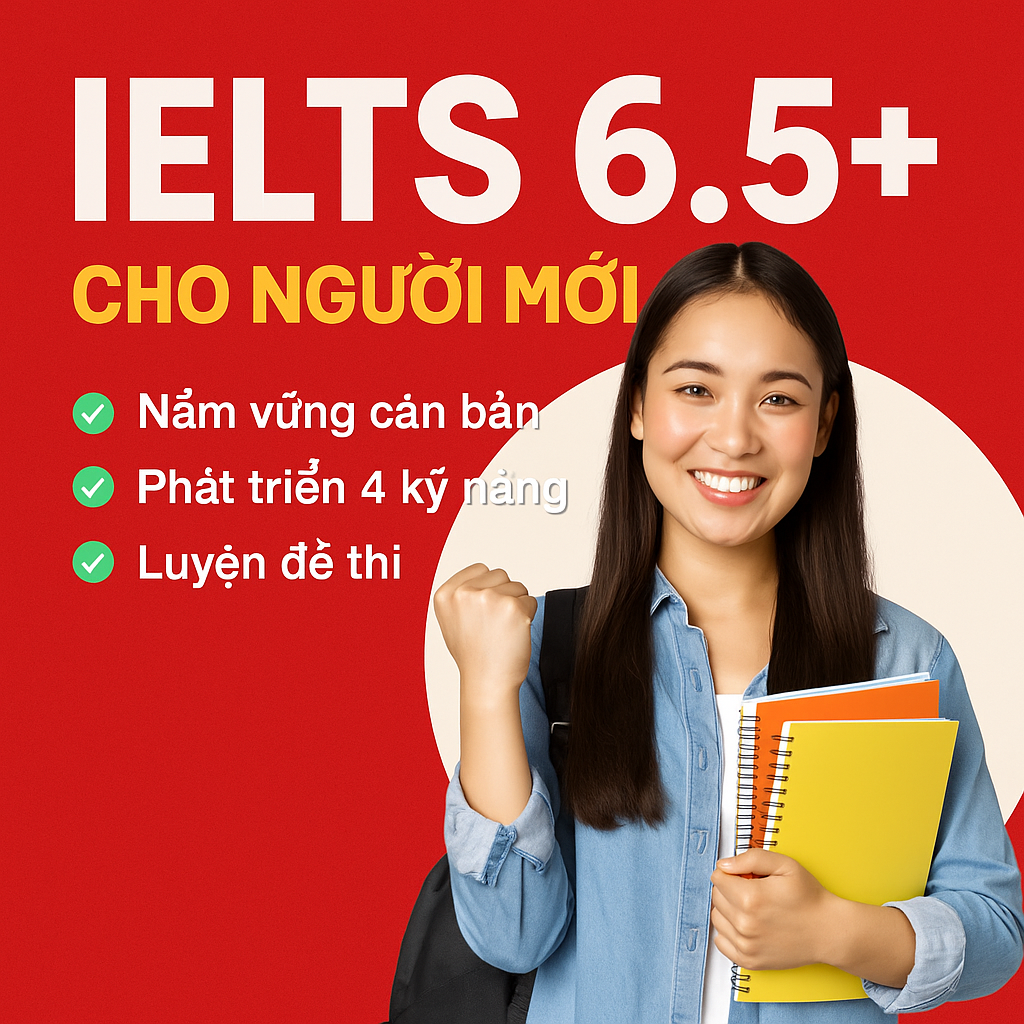 IELTS 6.5+
CHO NGƯỜI MỚI
Nẩm vững cản bản
Phát triển 4 kỹ nảng
Luyện đề thi